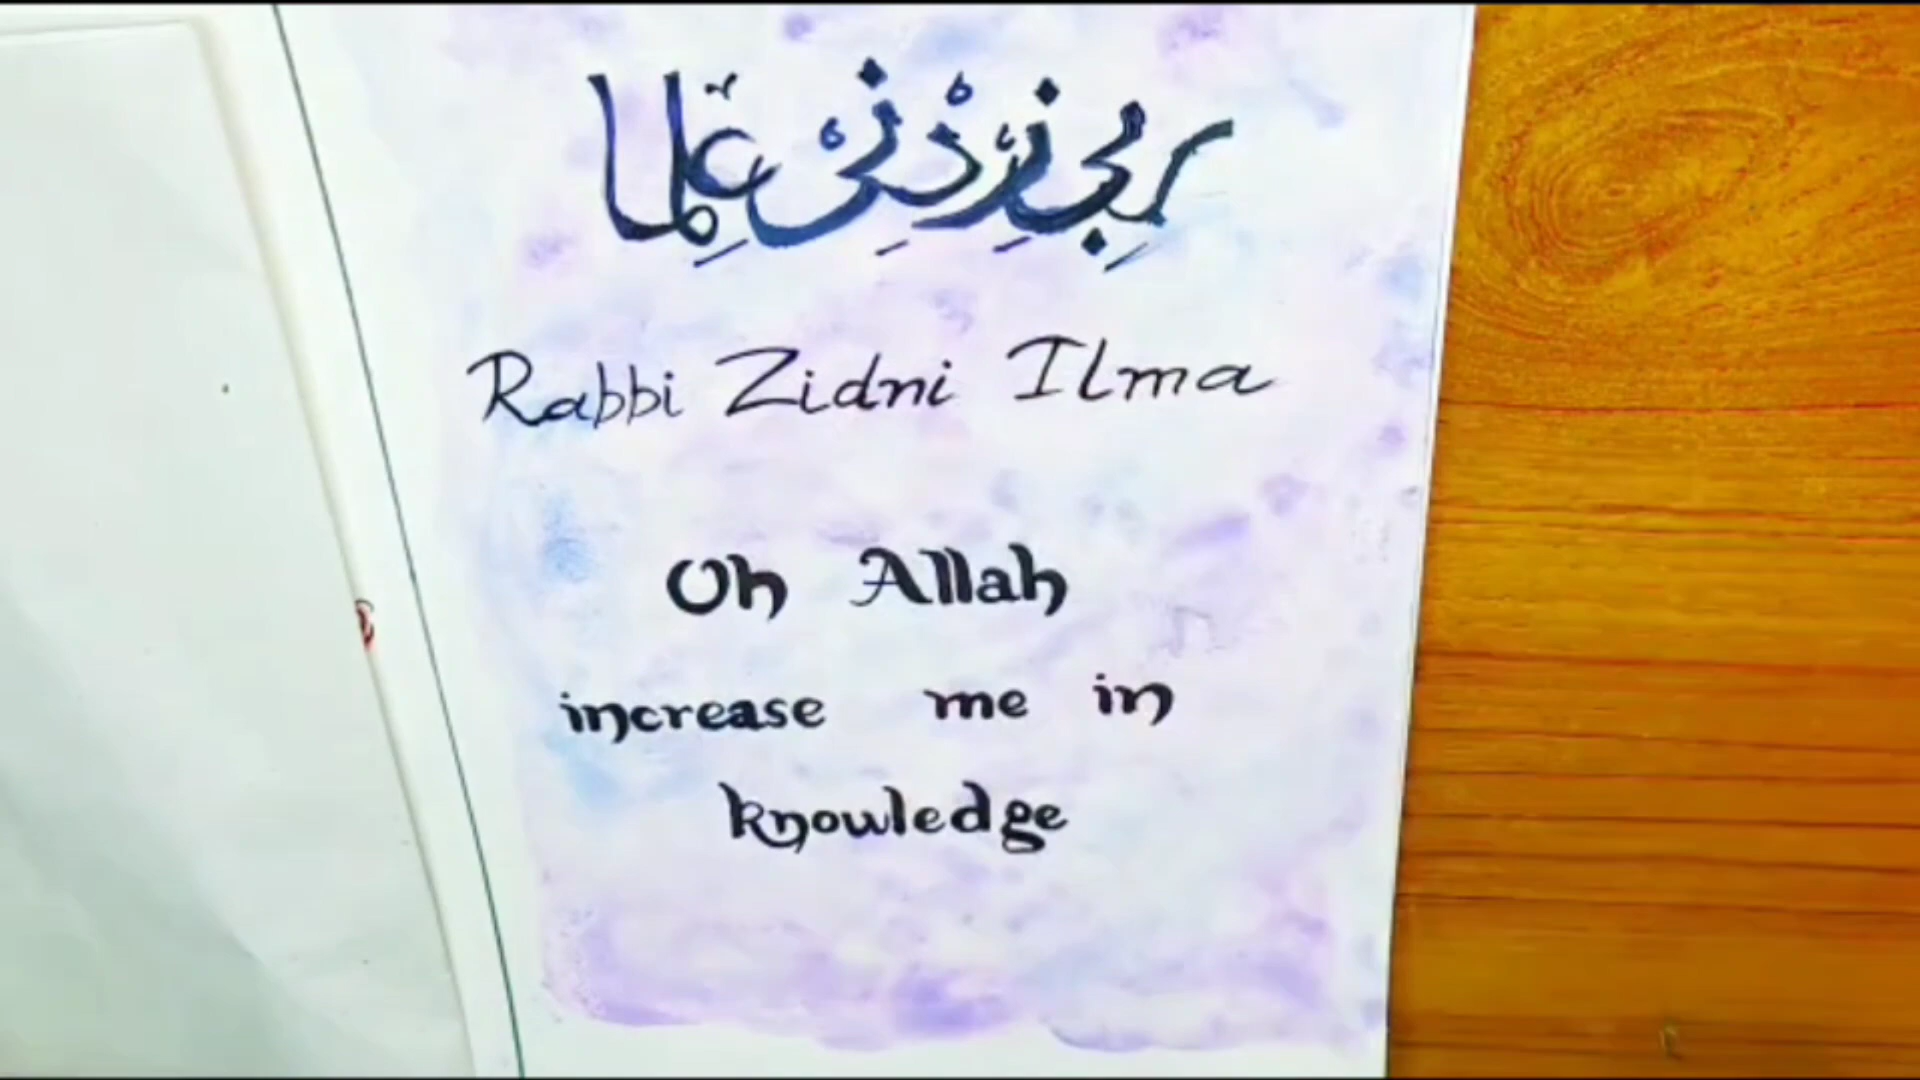 رَبِّي زِدْنِي عِلْمًا
Rabbi Zidni Ilma
Oh Allah
increase me in
knowledge